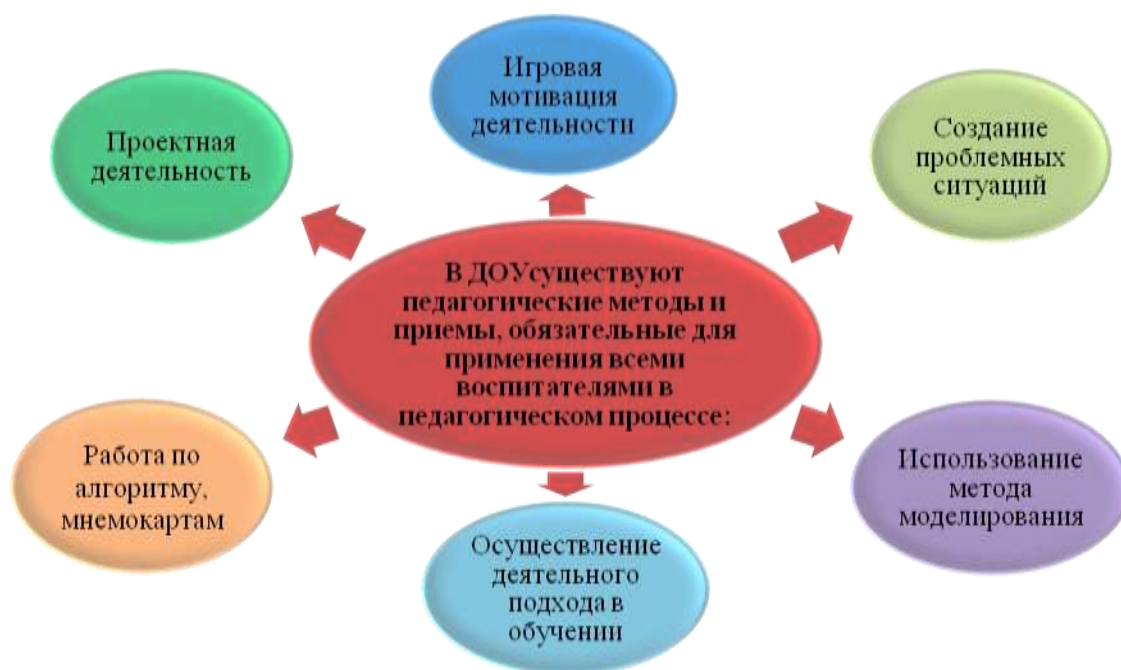 Игровая
мотивация
деятельности
Проектная
деятельность
Создание
проблемных
ситуаций
В ДОУсуществуют
педагогические методы и
приемы, обязательные для
применения всеми
воспитателями в
педагогическом процессе:
Работа по
алгоритму,
мнемокартам
Использование
метода
моделирования
Осуществление
деятельного
подхода в
обучении